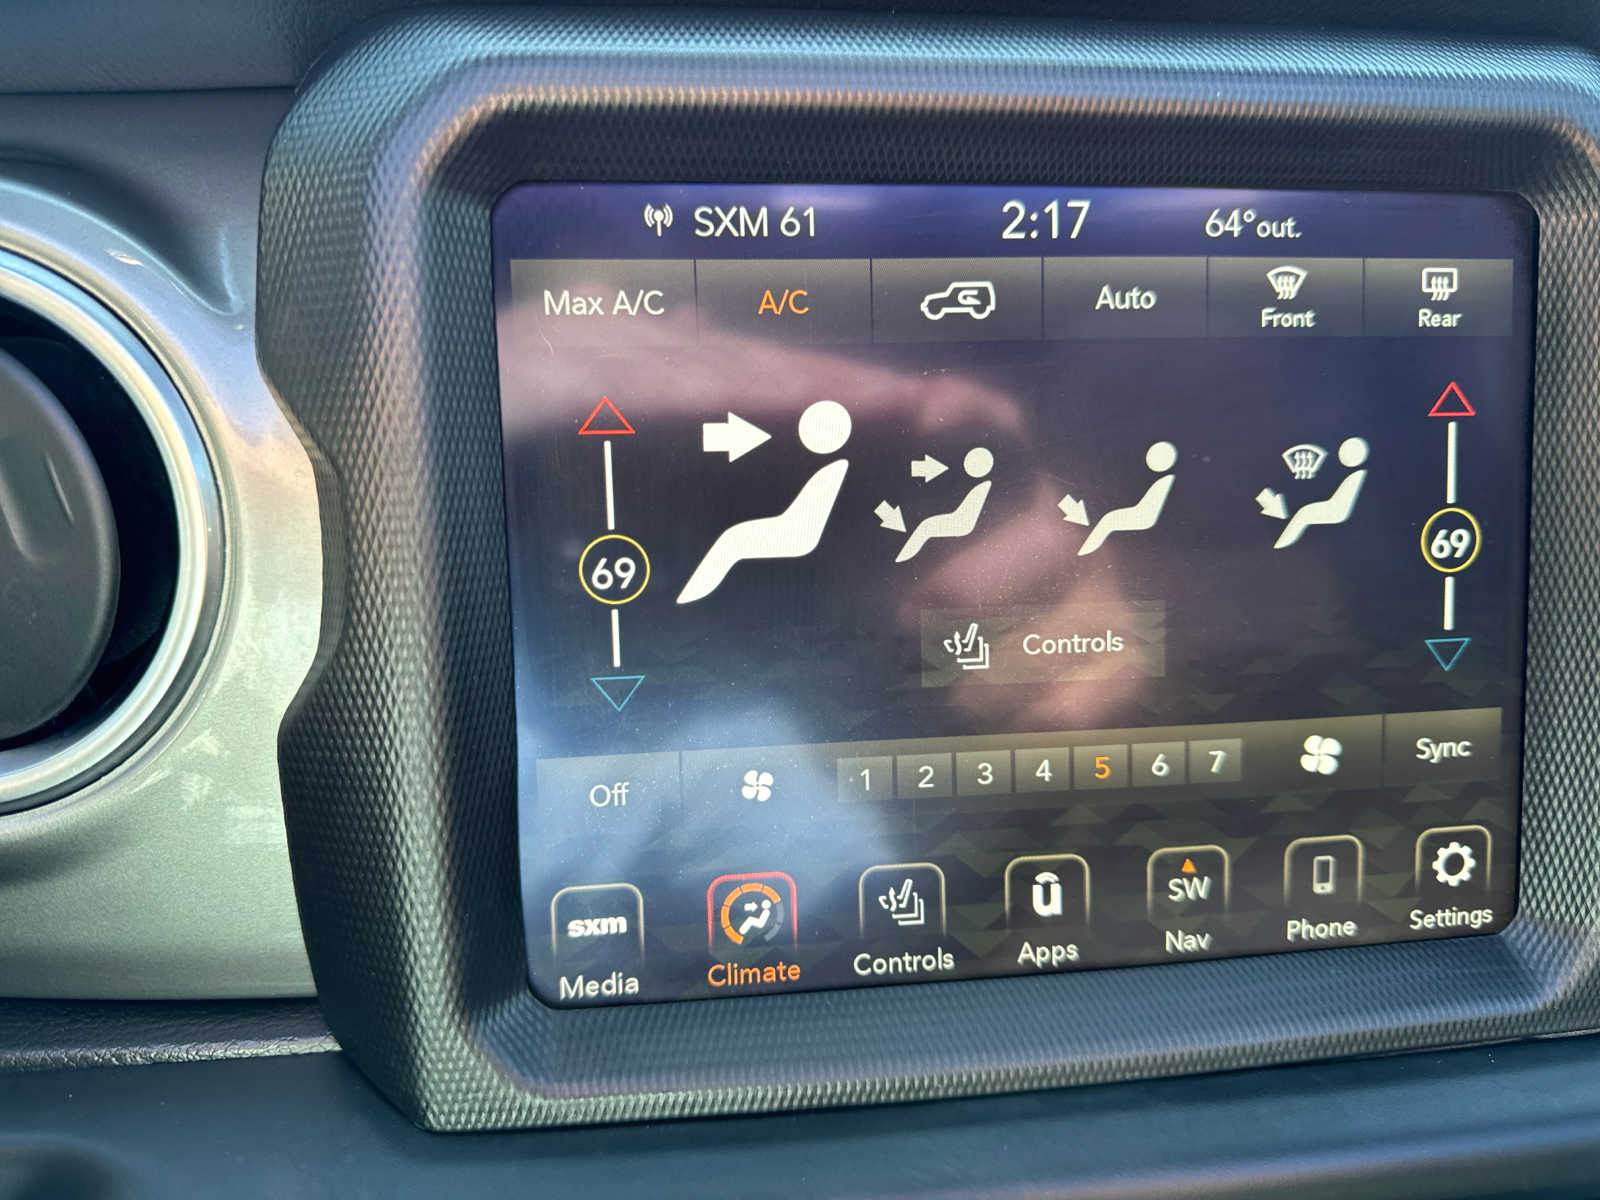 SXM 61 2:17 64°out.
Max A/C A/C Auto Front Rear
69 69
Controls
Off 1 2 3 4 5 6 7 Sync
sxm SW
Media Climate Controls Apps Nav Phone Settings